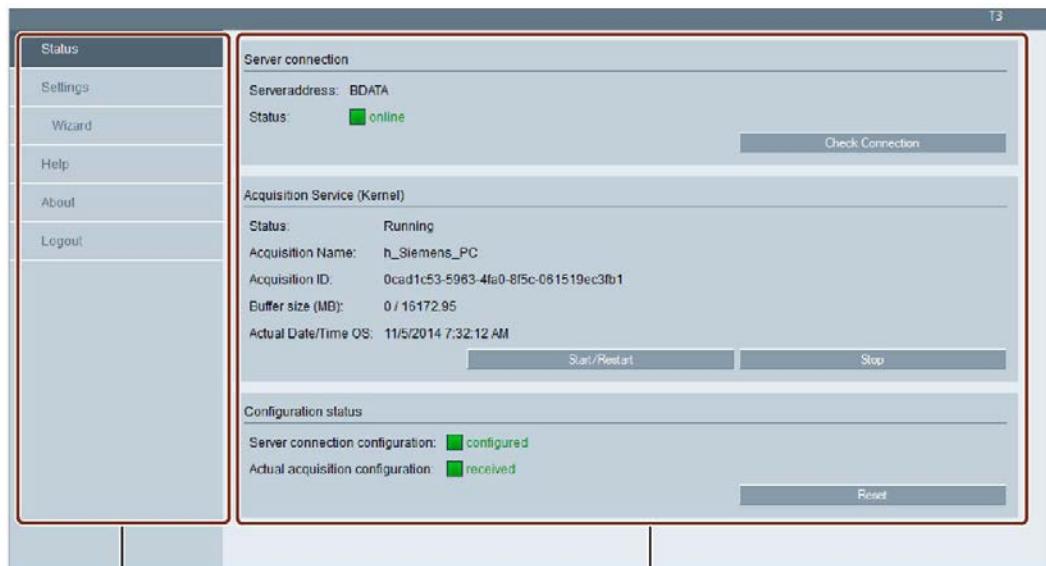 T3
Status
Settings
Wizard
Help
About
Logout
Server connection
Serveraddress: BDATA
Status: online
Check Connection
Acquisition Service (Kernel)
Status: Running
Acquisition Name: h_Siemens_PC
Acquisition ID: 0cad1c53-5963-4fa0-8f5c-061519ec3fb1
Buffer size (MB): 0 / 16172.95
Actual Date/Time OS: 11/5/2014 7:32:12 AM
Start/Restart Stop
Configuration status
Server connection configuration: configured
Actual acquisition configuration: received
Reset